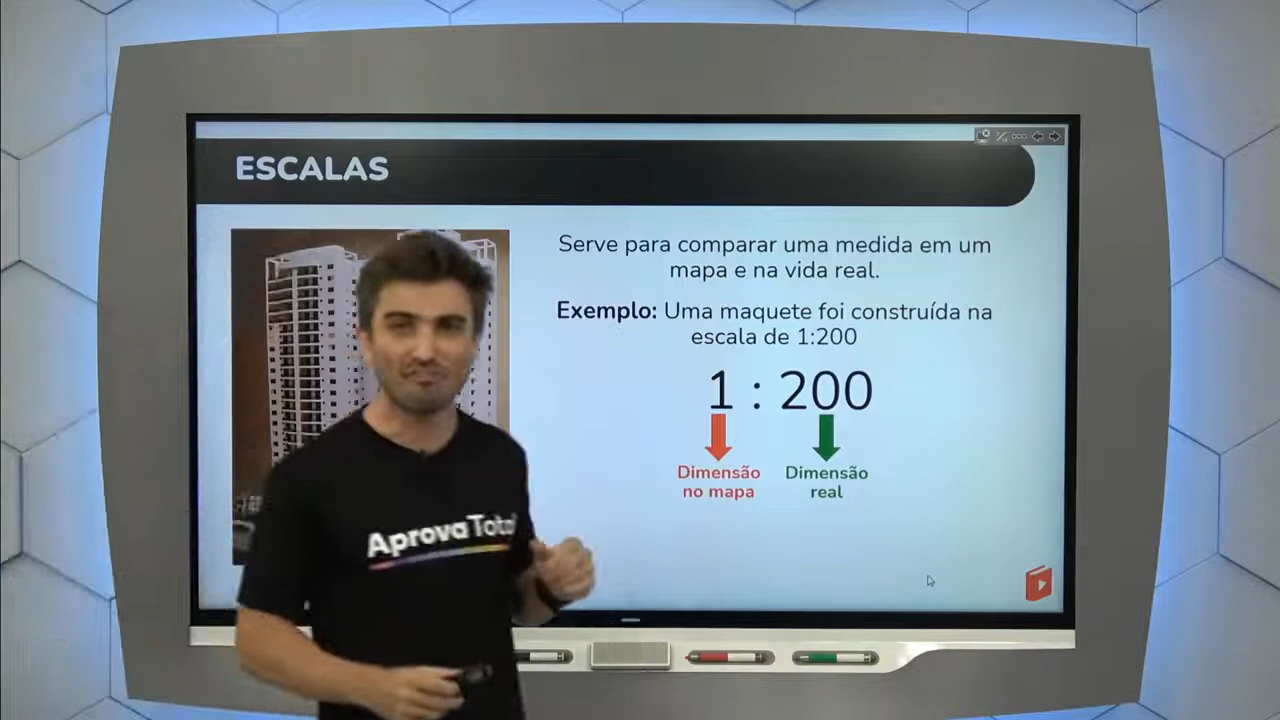 ESCALAS
Serve para comparar uma medida em um
mapa e na vida real.
Exemplo: Uma maquete foi construída na
escala de 1:200
1 : 200
Dimensão
no mapa
Dimensão
real
AprovaTotal